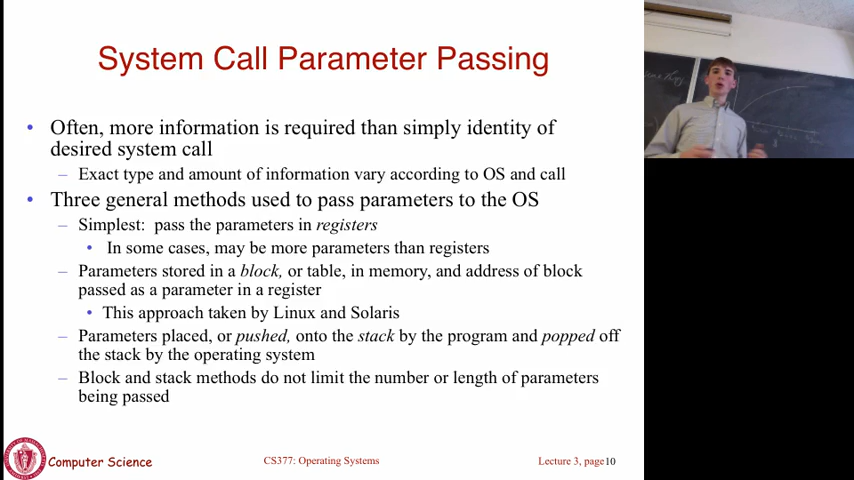 System Call Parameter Passing
• Often, more information is required than simply identity of
desired system call
– Exact type and amount of information vary according to OS and call
• Three general methods used to pass parameters to the OS
– Simplest: pass the parameters in registers
• In some cases, may be more parameters than registers
– Parameters stored in a block, or table, in memory, and address of block
passed as a parameter in a register
• This approach taken by Linux and Solaris
– Parameters placed, or pushed, onto the stack by the program and popped off
the stack by the operating system
– Block and stack methods do not limit the number or length of parameters
being passed
Computer Science
CS377: Operating Systems
Lecture 3, page 10